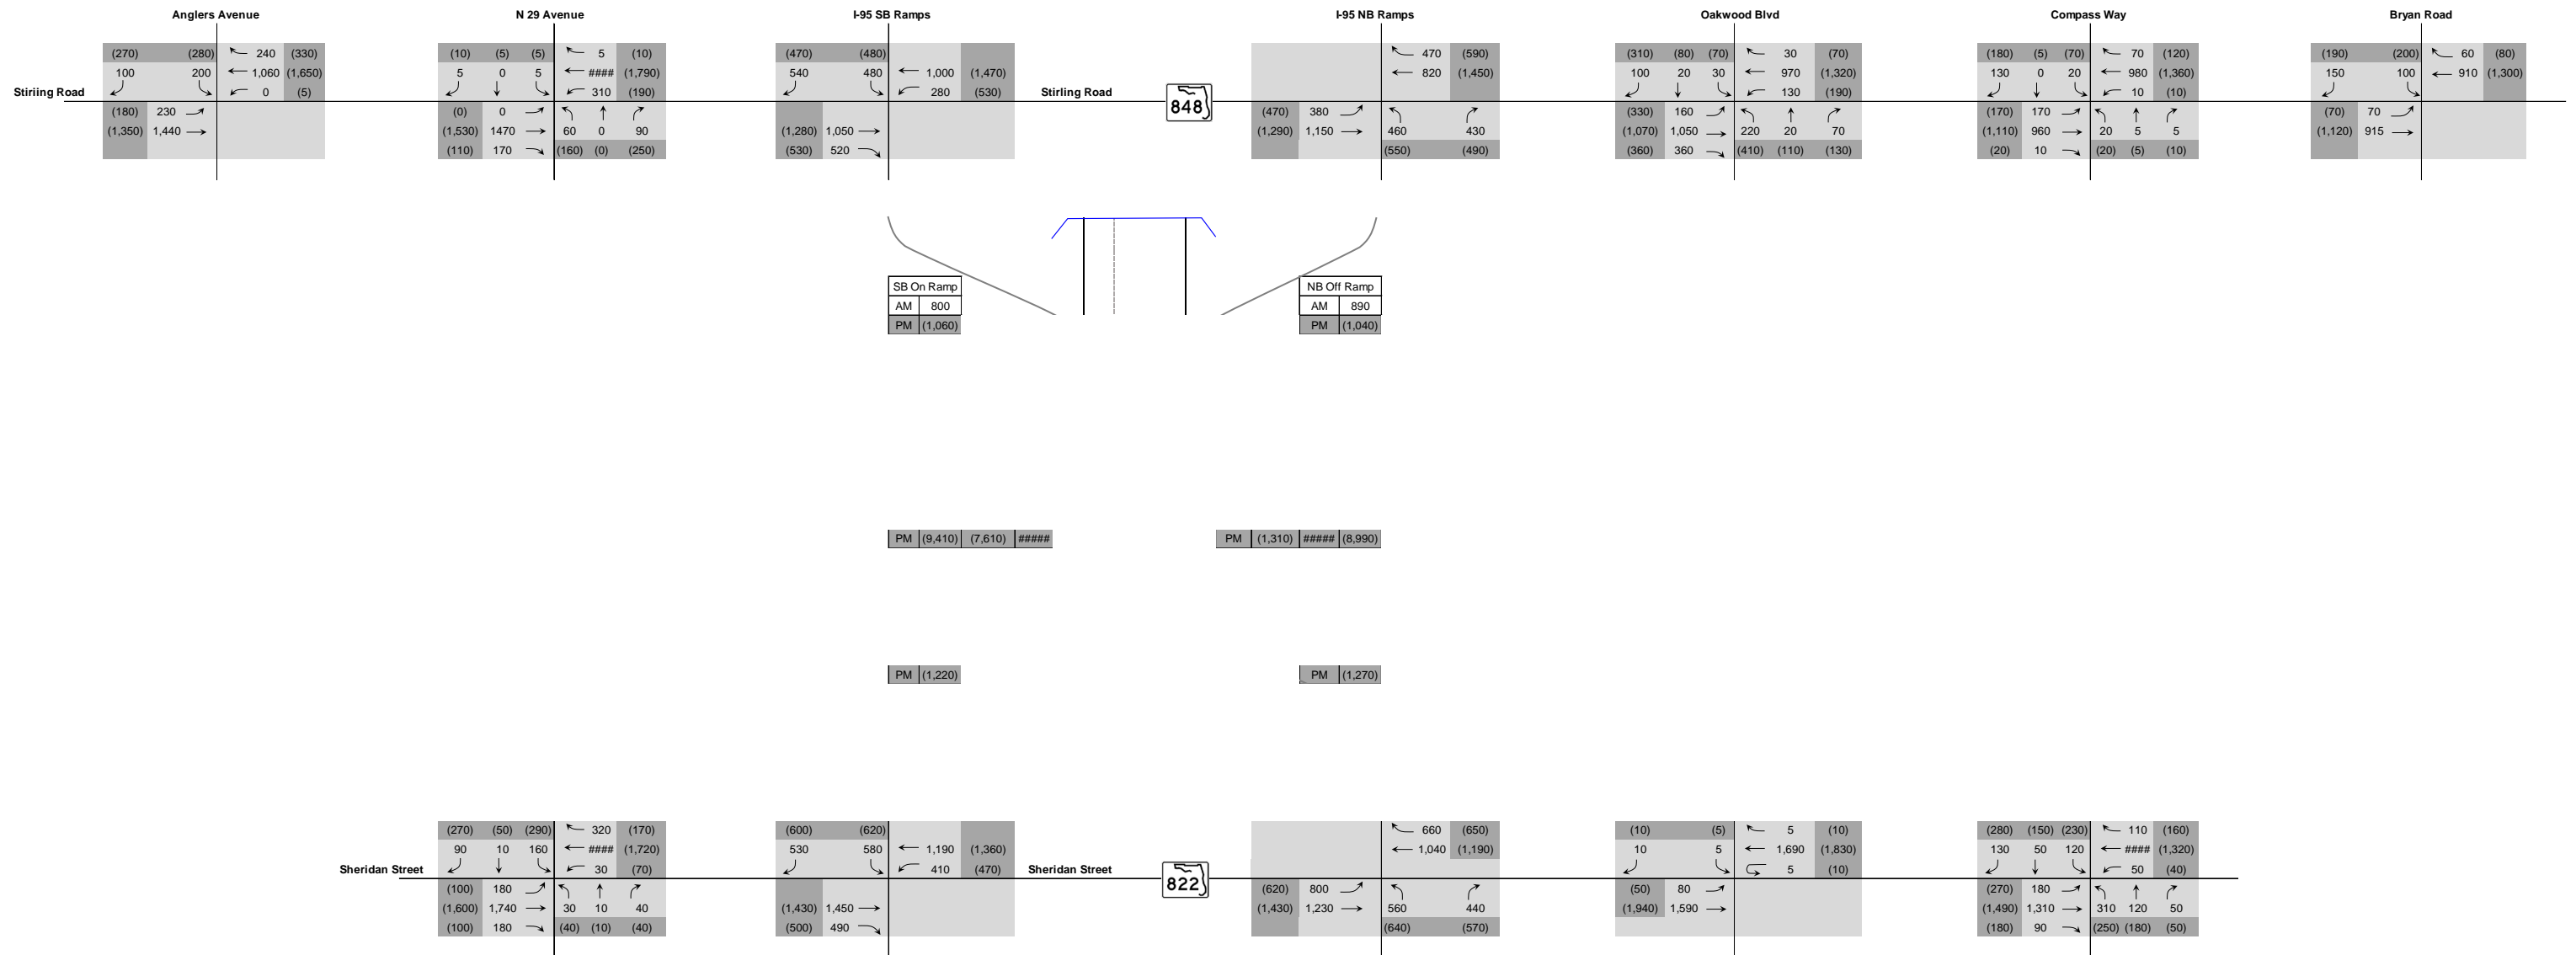 Anglers Avenue N 29 Avenue I-95 SB Ramps I-95 NB Ramps Oakwood Blvd Compass Way Bryan Road
(270) (280) 240 (330) (10) (5) (5) 5 (10) (470) (480) 470 (590) (310) (80) (70) 30 (70) (180) (5) (70) 70 (120) (190) (200) 60 (80)
100 200 1,060 (1,650) 5 0 5 #### (1,790) 540 480 1,000 (1,470) 820 (1,450) 100 20 30 970 (1,320) 130 0 20 980 (1,360) 150 100 910 (1,300)
Stiriing Road 0 (5) 310 (190) 280 (530) Stirling Road 848 130 (190) 10 (10)
(180) 230 (0) 0 (470) 380 (330) 160 (170) 170 (70) 70
(1,350) 1,440 (1,530) 1470 60 0 90 (1,280) 1,050 (1,290) 1,150 460 430 (1,070) 1,050 220 20 70 (1,110) 960 20 5 5 (1,120) 915
(110) 170 (160) (0) (250) (530) 520 (550) (490) (360) 360 (410) (110) (130) (20) 10 (20) (5) (10)
SB On Ramp NB Off Ramp
AM 800 AM 890
PM (1,060) PM (1,040)
PM (9,410) (7,610) ##### PM (1,310) ##### (8,990)
PM (1,220) PM (1,270)
(270) (50) (290) 320 (170) (600) (620) 660 (650) (10) (5) 5 (10) (280) (150) (230) 110 (160)
90 10 160 #### (1,720) 530 580 1,190 (1,360) 1,040 (1,190) 10 5 1,690 (1,830) 130 50 120 #### (1,320)
Sheridan Street 30 (70) 410 (470) Sheridan Street 822 5 (10) 50 (40)
(100) 180 (620) 800 (50) 80 (270) 180
(1,600) 1,740 30 10 40 (1,430) 1,450 (1,430) 1,230 560 440 (1,940) 1,590 (1,490) 1,310 310 120 50
(100) 180 (40) (10) (40) (500) 490 (640) (570) (180) 90 (250) (180) (50)